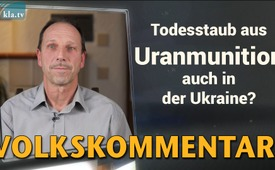 kla.tv
Todesstaub aus
Uranmunition
auch in
der Ukraine?
VOLKSKOMMENTAR